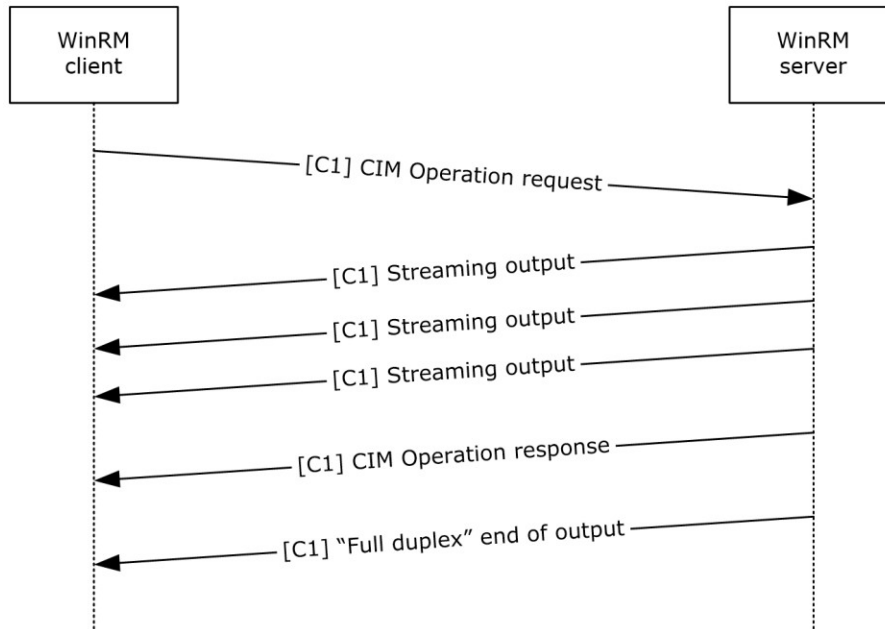 WinRM
client
WinRM
server
[C1] CIM Operation request
[C1] Streaming output
[C1] Streaming output
[C1] Streaming output
[C1] CIM Operation response
[C1] “Full duplex” end of output